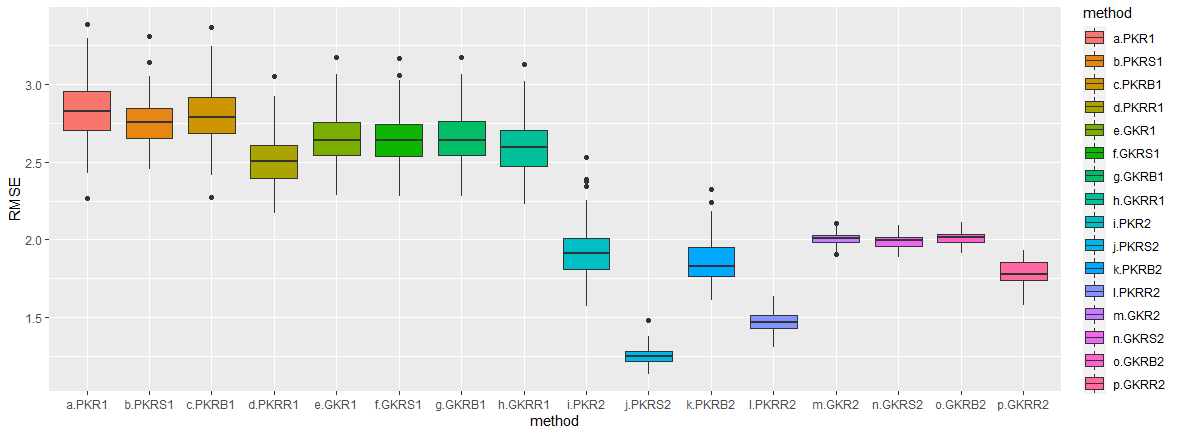 RMSE
3.0
2.5
2.0
1.5
a.PKR1 b.PKRS1 c.PKRB1 d.PKRR1 e.GKR1 f.GKRS1 g.GKRB1 h.GKRR1 i.PKR2 j.PKRS2 k.PKRB2 l.PKRR2 m.GKR2 n.GKRS2 o.GKRB2 p.GKRR2
method
method
a.PKR1
b.PKRS1
c.PKRB1
d.PKRR1
e.GKR1
f.GKRS1
g.GKRB1
h.GKRR1
i.PKR2
j.PKRS2
k.PKRB2
l.PKRR2
m.GKR2
n.GKRS2
o.GKRB2
p.GKRR2